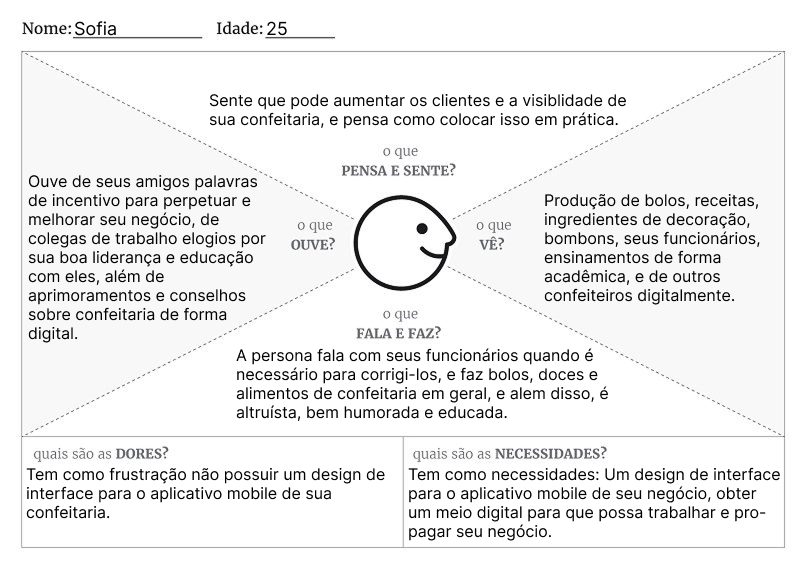 Nome: Sofia Idade: 25
Sente que pode aumentar os clientes e a visiblidade de
sua confeitaria, e pensa como colocar isso em prática.
o que
PENSA E SENTE?
Ouve de seus amigos palavras
de incentivo para perpetuar e
melhorar seu negócio, de
colegas de trabalho elogios por
sua boa liderança e educação
com eles, além de
aprimoramentos e conselhos
sobre confeitaria de forma
digital.
o que
OUVE?
o que
VÊ?
Produção de bolos, receitas,
ingredientes de decoração,
bombons, seus funcionários,
ensinamentos de forma
acadêmica, e de outros
confeiteiros digitalmente.
o que
FALA E FAZ?
A persona fala com seus funcionários quando é
necessário para corrigi-los, e faz bolos, doces e
alimentos de confeitaria em geral, e alem disso, é
altruísta, bem humorada e educada.
quais são as DORES?
Tem como frustração não possuir um design de
interface para o aplicativo mobile de sua
confeitaria.
quais são as NECESSIDADES?
Tem como necessidades: Um design de interface
para o aplicativo mobile de seu negócio, obter
um meio digital para que possa trabalhar e pro-
pagar seu negócio.